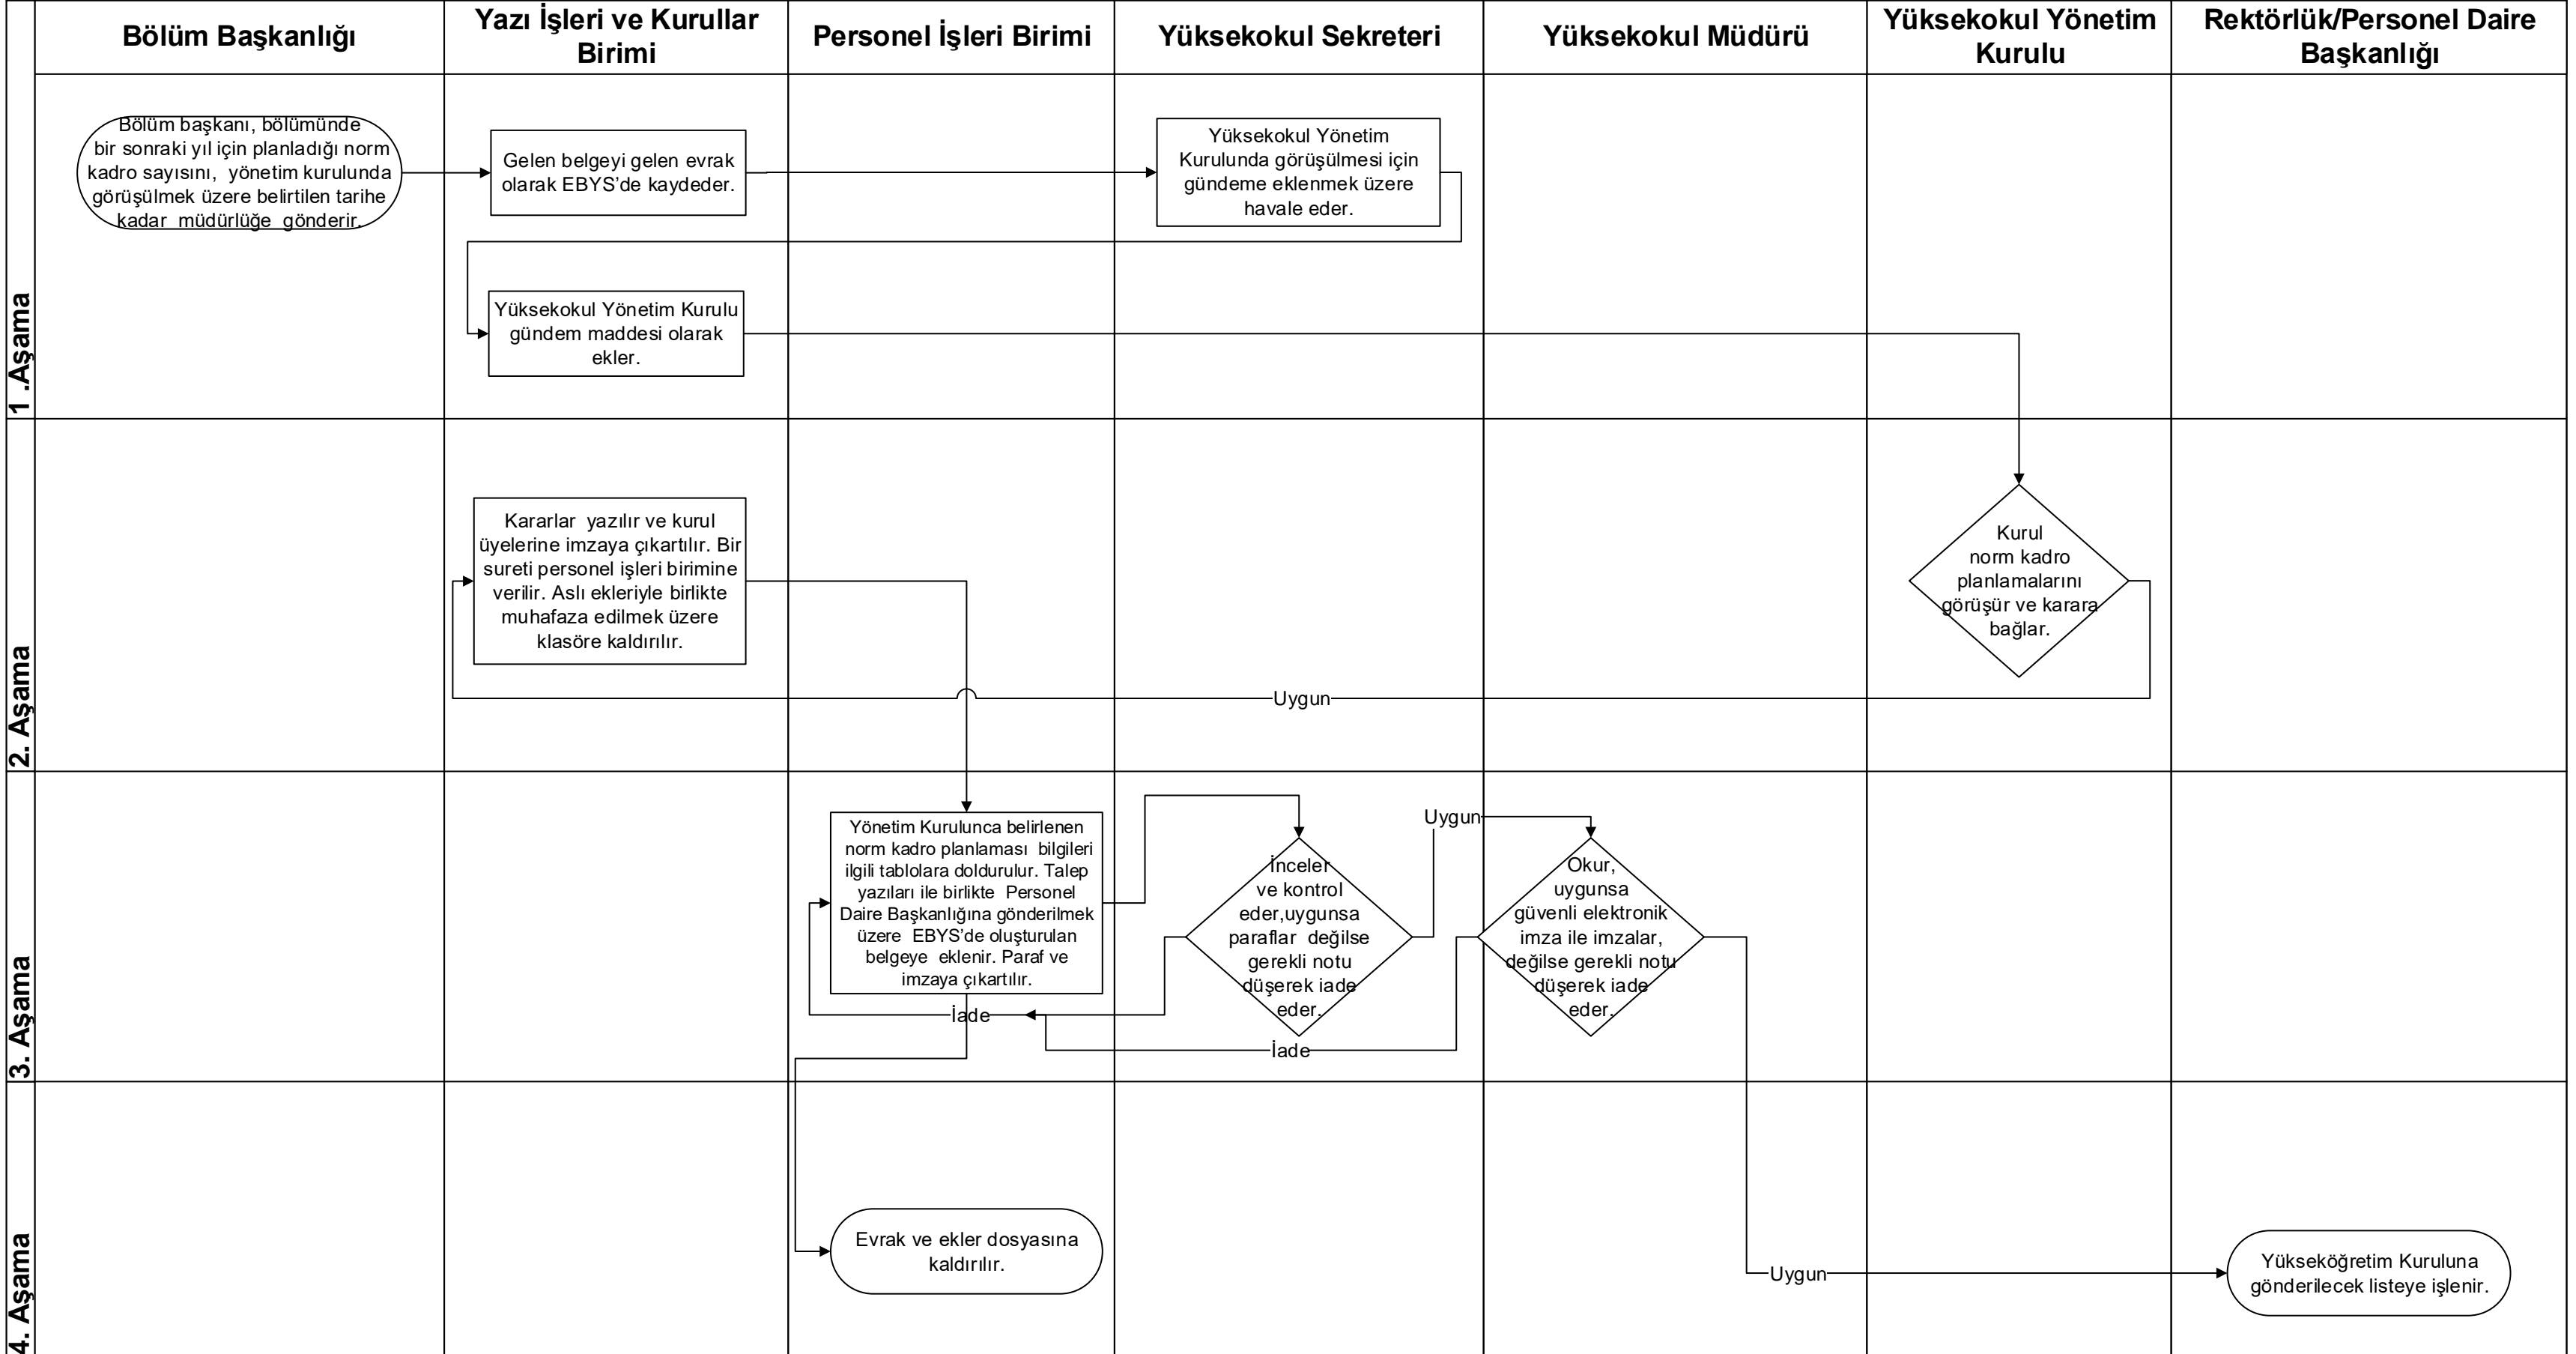 Bölüm Başkanlığı
Yazı İşleri ve Kurullar
Birimi
Personel İşleri Birimi
Yüksekokul Sekreteri
Yüksekokul Müdürü
Yüksekokul Yönetim
Kurulu
Rektörlük/Personel Daire
Başkanlığı
1 .Aşama
Bölüm başkanı, bölümünde
bir sonraki yıl için planladığı norm
kadro sayısını, yönetim kurulunda
görüşülmek üzere belirtilen tarihe
kadar müdürlüğe gönderir.
Gelen belgeyi gelen evrak
olarak EBYS’de kaydeder.
Yüksekokul Yönetim
Kurulunda görüşülmesi için
gündeme eklenmek üzere
havale eder.
Yüksekokul Yönetim Kurulu
gündem maddesi olarak
ekler.
2. Aşama
Kararlar yazılır ve kurul
üyelerine imzaya çıkartılır. Bir
sureti personel işleri birimine
verilir. Aslı ekleriyle birlikte
muhafaza edilmek üzere
klasöre kaldırılır.
Kurul
norm kadro
planlamalarını
görüşür ve karara
bağlar.
Uygun
3. Aşama
Yönetim Kurulunca belirlenen
norm kadro planlaması bilgileri
ilgili tablolara doldurulur. Talep
yazıları ile birlikte Personel
Daire Başkanlığına gönderilmek
üzere EBYS’de oluşturulan
belgeye eklenir. Paraf ve
imzaya çıkartılır.
İnceler
ve kontrol
eder,uygunsa
paraflar değilse
gerekli notu
düşerek iade
eder.
Uygun
Okur,
uygunsa
güvenli elektronik
imza ile imzalar,
değilse gerekli notu
düşerek iade
eder.
İade
İade
4. Aşama
Evrak ve ekler dosyasına
kaldırılır.
Uygun
Yükseköğretim Kuruluna
gönderilecek listeye işlenir.